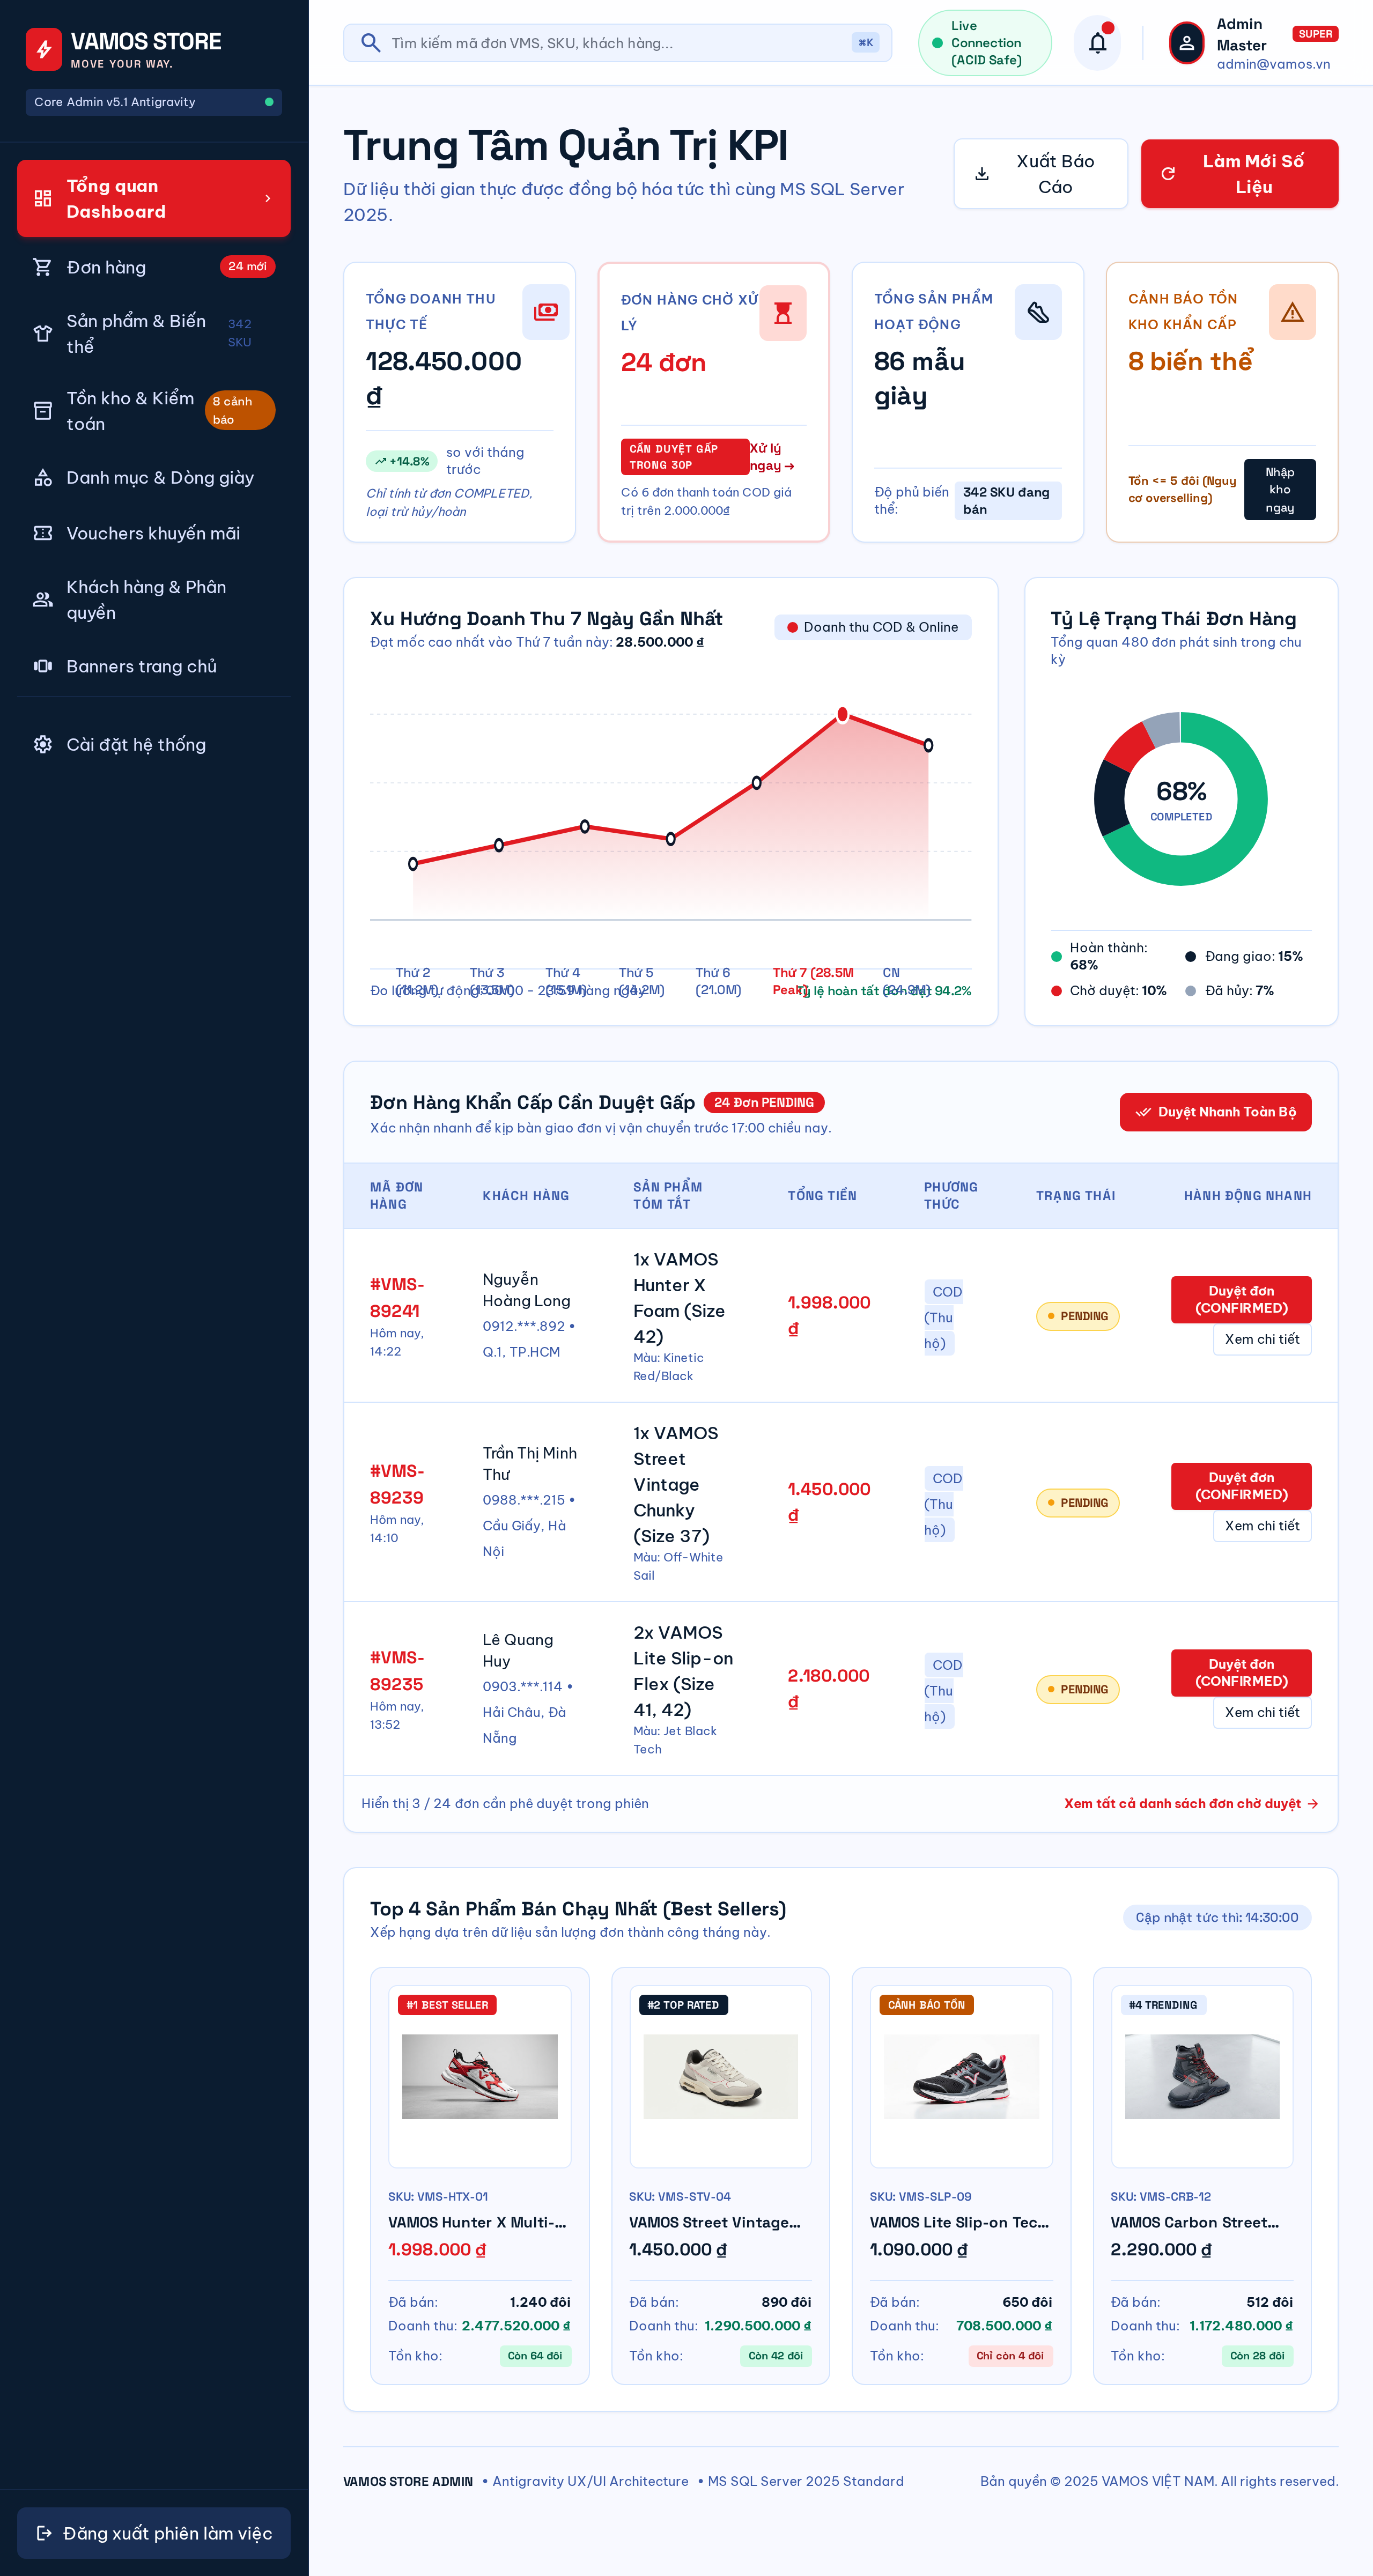 VAMOS STORE
MOVE YOUR WAY.
Core Admin v5.1 Antigravity
Tổng quan
Dashboard
Đơn hàng
24 mới
Sản phẩm & Biến
thể
342
SKU
Tồn kho & Kiểm
toán
8 cảnh
báo
Danh mục & Dòng giày
Vouchers khuyến mãi
Khách hàng & Phân
quyền
Banners trang chủ
Cài đặt hệ thống
Đăng xuất phiên làm việc
Tìm kiếm mã đơn VMS, SKU, khách hàng...
⌘K
Live
Connection
(ACID Safe)
Admin
Master
SUPER
admin@vamos.vn
Trung Tâm Quản Trị KPI
Dữ liệu thời gian thực được đồng bộ hóa tức thì cùng MS SQL Server
2025.
Xuất Báo
Cáo
Làm Mới Số
Liệu
TỔNG DOANH THU
THỰC TẾ
128.450.000
₫
+14.8%
so với tháng
trước
Chỉ tính từ đơn COMPLETED,
loại trừ hủy/hoàn
ĐƠN HÀNG CHỜ XỬ
LÝ
24 đơn
CẦN DUYỆT GẤP
TRONG 30P
Xử lý
ngay →
Có 6 đơn thanh toán COD giá
trị trên 2.000.000₫
TỔNG SẢN PHẨM
HOẠT ĐỘNG
86 mẫu
giày
Độ phủ biến
thể:
342 SKU đang
bán
CẢNH BÁO TỒN
KHO KHẨN CẤP
8 biến thể
Tồn <= 5 đôi (Nguy
cơ overselling)
Nhập
kho
ngay
Xu Hướng Doanh Thu 7 Ngày Gần Nhất
Đạt mốc cao nhất vào Thứ 7 tuần này: 28.500.000 ₫
Doanh thu COD & Online
Thứ 2
(11.2M)
Thứ 3
(13.5M)
Thứ 4
(15.9M)
Thứ 5
(14.2M)
Thứ 6
(21.0M)
Thứ 7 (28.5M
Peak)
CN
(24.9M)
Đo lường tự động: 00:00 - 23:59 hàng ngày
Tỷ lệ hoàn tất đơn đạt 94.2%
Tỷ Lệ Trạng Thái Đơn Hàng
Tổng quan 480 đơn phát sinh trong chu
kỳ
68%
COMPLETED
Hoàn thành:
68%
Đang giao: 15%
Chờ duyệt: 10%
Đã hủy: 7%
Đơn Hàng Khẩn Cấp Cần Duyệt Gấp
24 Đơn PENDING
Xác nhận nhanh để kịp bàn giao đơn vị vận chuyển trước 17:00 chiều nay.
Duyệt Nhanh Toàn Bộ
MÃ ĐƠN
HÀNG
KHÁCH HÀNG
SẢN PHẨM
TÓM TẮT
TỔNG TIỀN
PHƯƠNG
THỨC
TRẠNG THÁI
HÀNH ĐỘNG NHANH
#VMS-
89241
Hôm nay,
14:22
Nguyễn
Hoàng Long
0912.***.892 •
Q.1, TP.HCM
1x VAMOS
Hunter X
Foam (Size
42)
Màu: Kinetic
Red/Black
1.998.000
₫
COD
(Thu
hộ)
PENDING
Duyệt đơn
(CONFIRMED)
Xem chi tiết
#VMS-
89239
Hôm nay,
14:10
Trần Thị Minh
Thư
0988.***.215 •
Cầu Giấy, Hà
Nội
1x VAMOS
Street
Vintage
Chunky
(Size 37)
Màu: Off-White
Sail
1.450.000
₫
COD
(Thu
hộ)
PENDING
Duyệt đơn
(CONFIRMED)
Xem chi tiết
#VMS-
89235
Hôm nay,
13:52
Lê Quang
Huy
0903.***.114 •
Hải Châu, Đà
Nẵng
2x VAMOS
Lite Slip-on
Flex (Size
41, 42)
Màu: Jet Black
Tech
2.180.000
₫
COD
(Thu
hộ)
PENDING
Duyệt đơn
(CONFIRMED)
Xem chi tiết
Hiển thị 3 / 24 đơn cần phê duyệt trong phiên
Xem tất cả danh sách đơn chờ duyệt →
Top 4 Sản Phẩm Bán Chạy Nhất (Best Sellers)
Xếp hạng dựa trên dữ liệu sản lượng đơn thành công tháng này.
Cập nhật tức thì: 14:30:00
#1 BEST SELLER
SKU: VMS-HTX-01
VAMOS Hunter X Multi-...
1.998.000 ₫
Đã bán: 1.240 đôi
Doanh thu: 2.477.520.000 ₫
Tồn kho: Còn 64 đôi
#2 TOP RATED
SKU: VMS-STV-04
VAMOS Street Vintage...
1.450.000 ₫
Đã bán: 890 đôi
Doanh thu: 1.290.500.000 ₫
Tồn kho: Còn 42 đôi
CẢNH BÁO TỒN
SKU: VMS-SLP-09
VAMOS Lite Slip-on Tec...
1.090.000 ₫
Đã bán: 650 đôi
Doanh thu: 708.500.000 ₫
Tồn kho: Chỉ còn 4 đôi
#4 TRENDING
SKU: VMS-CRB-12
VAMOS Carbon Street...
2.290.000 ₫
Đã bán: 512 đôi
Doanh thu: 1.172.480.000 ₫
Tồn kho: Còn 28 đôi
VAMOS STORE ADMIN • Antigravity UX/UI Architecture • MS SQL Server 2025 Standard
Bản quyền © 2025 VAMOS VIỆT NAM. All rights reserved.